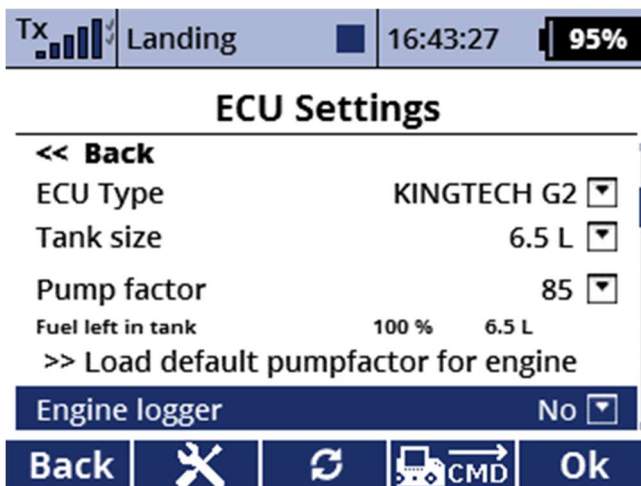 Tx Landing 16:43:27 95%
ECU Settings
<< Back
ECU Type KINGTECH G2
Tank size 6.5 L
Pump factor 85
Fuel left in tank 100 % 6.5 L
>> Load default pumpfactor for engine
Engine logger No
Back CMD Ok